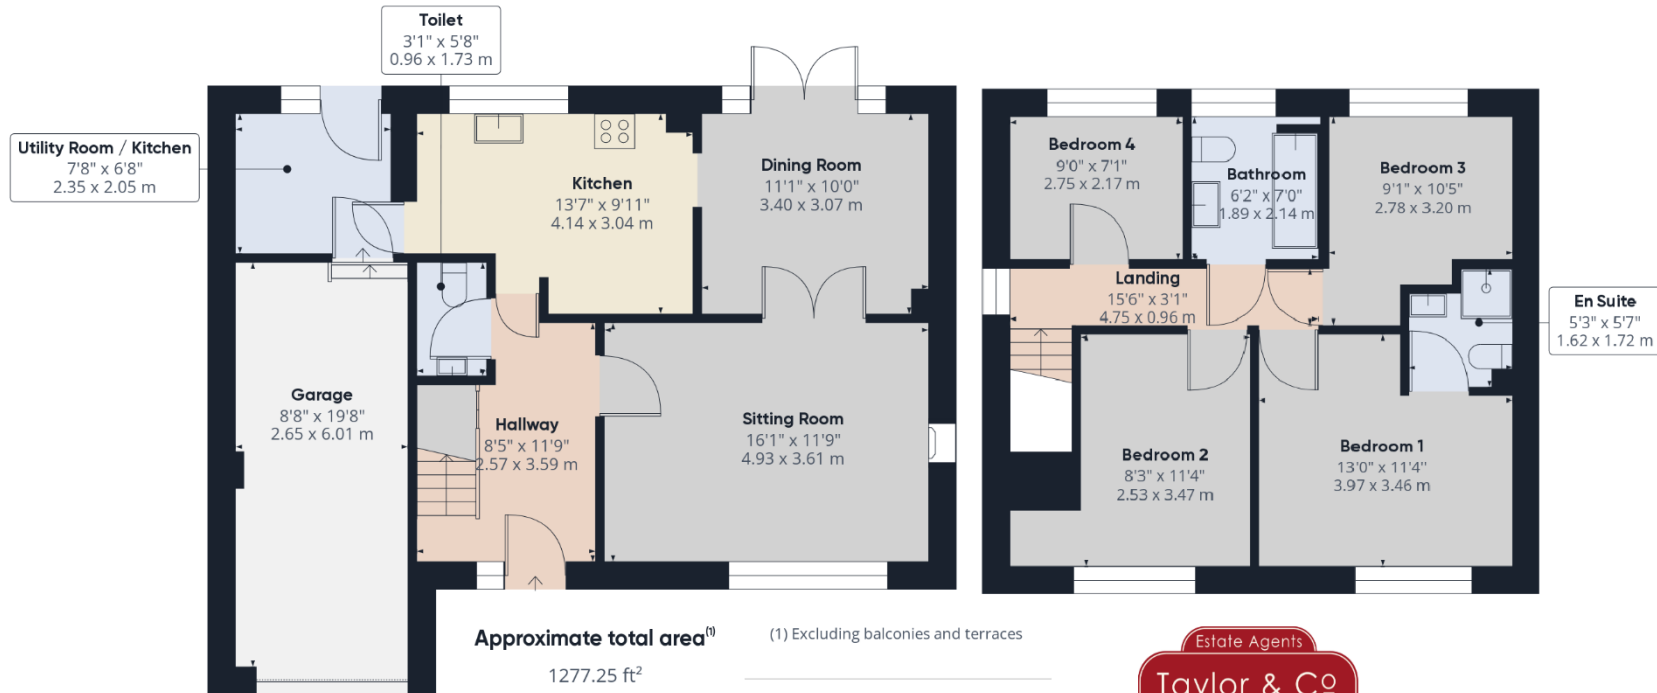 Toilet
3'1" x 5'8"
0.96 x 1.73 m
Utility Room / Kitchen
7'8" x 6'8"
2.35 x 2.05 m
Kitchen
13'7" x 9'11"
4.14 x 3.04 m
Dining Room
11'1" x 10'0"
3.40 x 3.07 m
Garage
8'8" x 19'8"
2.65 x 6.01 m
Hallway
8'5" x 11'9"
2.57 x 3.59 m
Sitting Room
16'1" x 11'9"
4.93 x 3.61 m
Bedroom 4
9'0" x 7'1"
2.75 x 2.17 m
Bathroom
6'2" x 7'0"
1.89 x 2.14 m
Bedroom 3
9'1" x 10'5"
2.78 x 3.20 m
Landing
15'6" x 3'1"
4.75 x 0.96 m
En Suite
5'3" x 5'7"
1.62 x 1.72 m
Bedroom 2
8'3" x 11'4"
2.53 x 3.47 m
Bedroom 1
13'0" x 11'4"
3.97 x 3.46 m
Approximate total area⁽¹⁾
1277.25 ft²
(1) Excluding balconies and terraces
Estate Agents
Taylor & Co